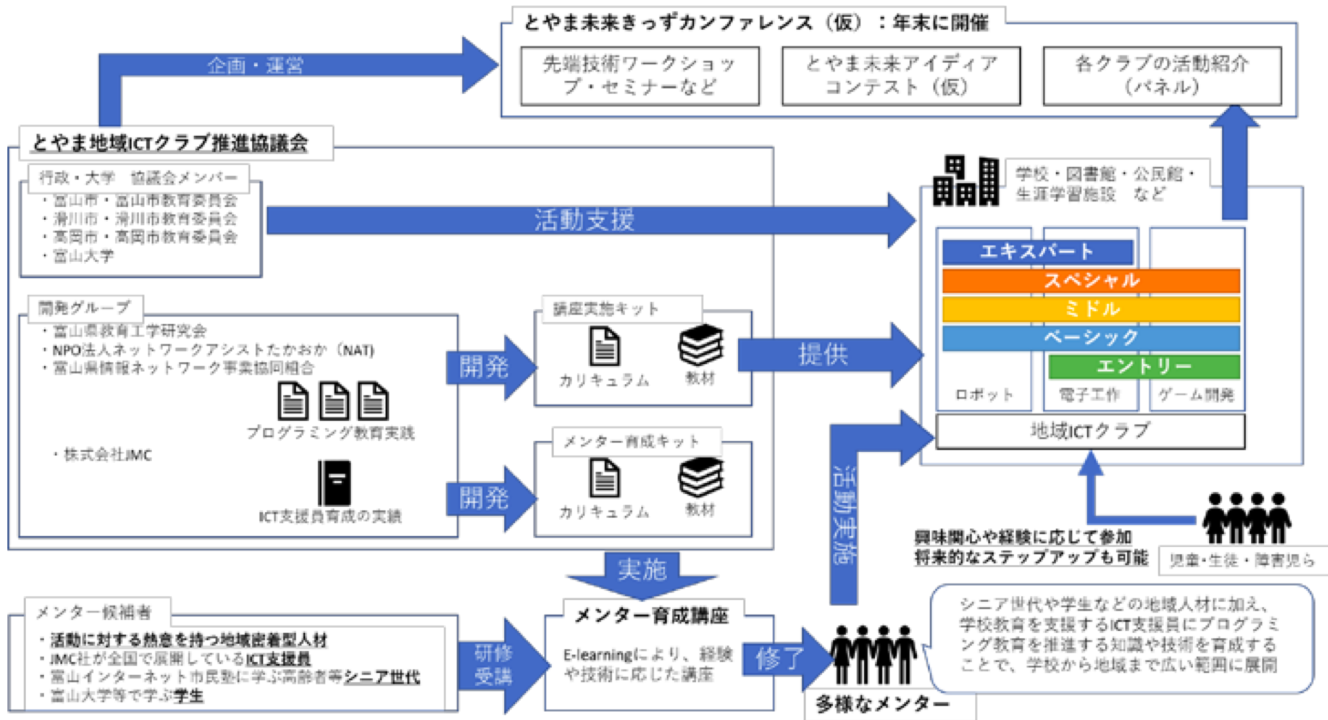 とやま未来きっずカンファレンス（仮）：年末に開催
企画・運営
先端技術ワークショッ
プ・セミナーなど
とやま未来アイディア
コンテスト（仮）
各クラブの活動紹介
（パネル）
とやま地域ICTクラブ推進協議会
行政・大学　協議会メンバー
・富山市・富山市教育委員会
・滑川市・滑川市教育委員会
・高岡市・高岡市教育委員会
・富山大学
活動支援
学校・図書館・公民館・
生涯学習施設　など
エキスパート
スペシャル
ミドル
ベーシック
エントリー
ロボット
電子工作
ゲーム開発
地域ICTクラブ
開発グループ
・富山県教育工学研究会
・NPO法人ネットワークアシストたかおか（NAT)
・富山県情報ネットワーク事業協同組合
プログラミング教育実践
・株式会社JMC
ICT支援員育成の実績
開発
講座実施キット
カリキュラム
教材
提供
開発
メンター育成キット
カリキュラム
教材
活動実施
興味関心や経験に応じて参加
将来的なステップアップも可能
児童・生徒・障害児ら
実施
メンター候補者
・活動に対する熱意を持つ地域密着型人材
・JMC社が全国で展開しているICT支援員
・富山インターネット市民塾に学ぶ高齢者等シニア世代
・富山大学等で学ぶ学生
研修
受講
メンター育成講座
E-learningにより、経験
や技術に応じた講座
修了
多様なメンター
シニア世代や学生などの地域人材に加え、
学校教育を支援するICT支援員にプログラミ
ング教育を推進する知識や技術を育成する
ことで、学校から地域まで広い範囲に展開